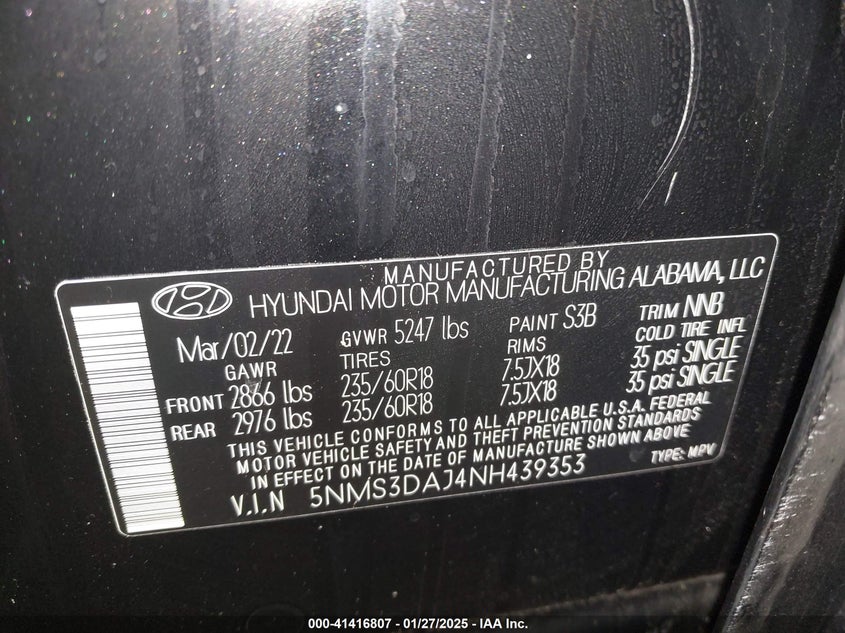 MANUFACTURED BY
HYUNDAI MOTOR MANUFACTURING ALABAMA, LLC
Mar/02/22 GVWR 5247 lbs PAINT S3B TRIM NNB
GAWR TIRES RIMS COLD TIRE INFL
FRONT 2866 lbs 235/60R18 7.5JX18 35 psi SINGLE
REAR 2976 lbs 235/60R18 7.5JX18 35 psi SINGLE
THIS VEHICLE CONFORMS TO ALL APPLICABLE U.S.A. FEDERAL
MOTOR VEHICLE SAFETY AND THEFT PREVENTION STANDARDS
IN EFFECT ON THE DATE OF MANUFACTURE SHOWN ABOVE
V.I.N 5NMS3DAJ4NH439353 TYPE: MPV
000-41416807 - 01/27/2025 - IAA Inc.